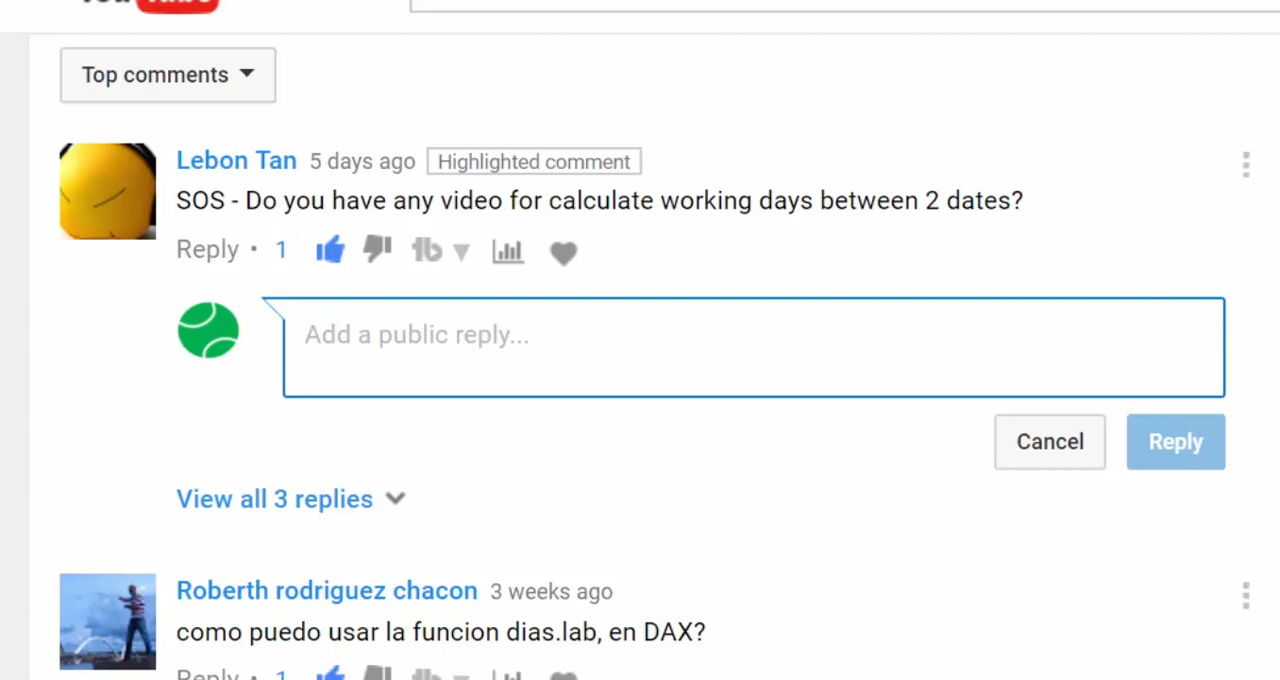 Top comments
Lebon Tan 5 days ago Highlighted comment
SOS - Do you have any video for calculate working days between 2 dates?
Reply • 1
Add a public reply...
Cancel Reply
View all 3 replies
Roberth rodriguez chacon 3 weeks ago
como puedo usar la funcion dias.lab, en DAX?
Reply • 1